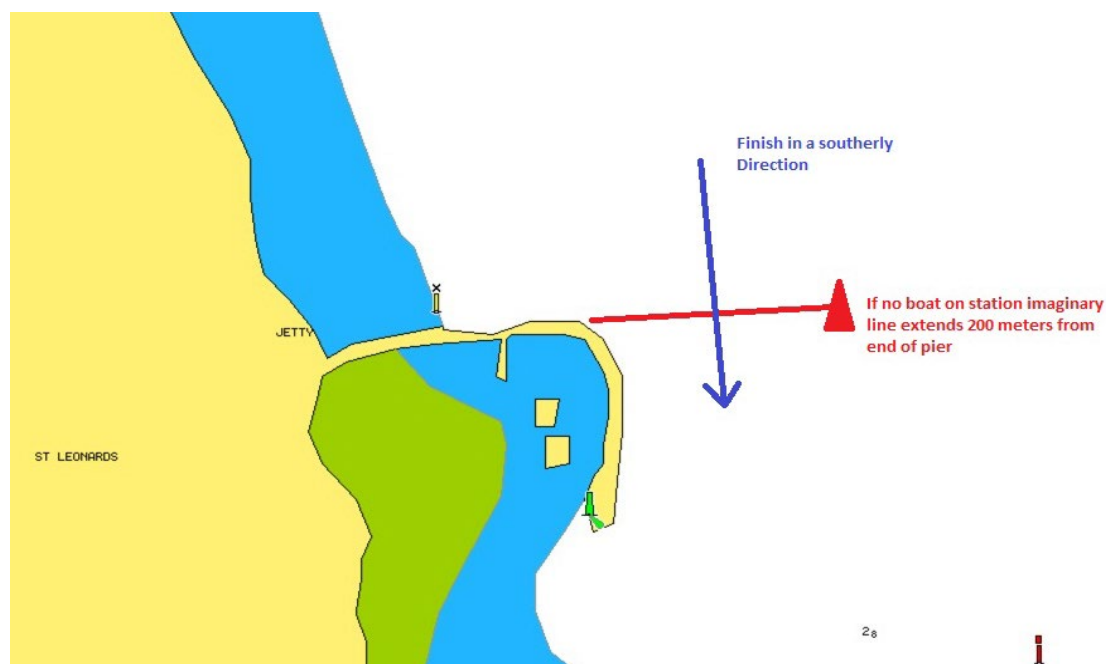 Finish in a southerly
Direction
If no boat on station imaginary
line extends 200 meters from
end of pier
JETTY
ST LEONARDS
2₈